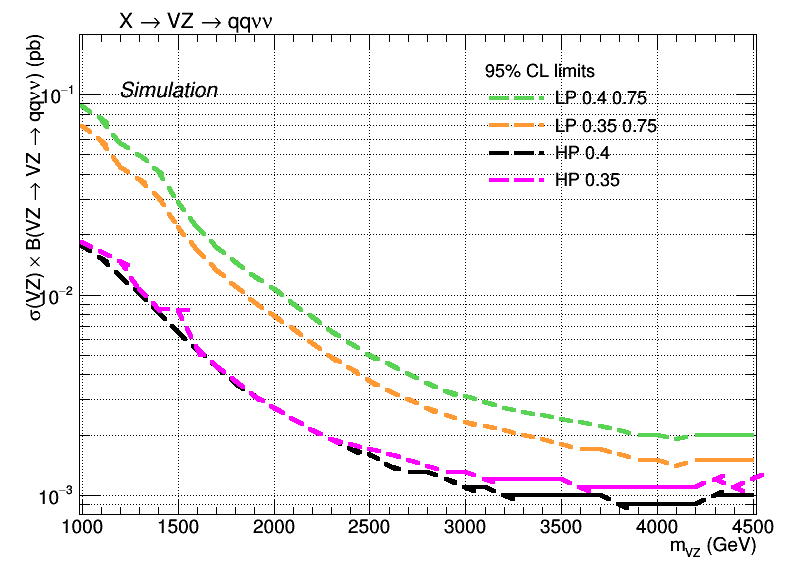 X → VZ → qqνν
σ(VZ) × B(VZ → VZ → qqνν) (pb)
Simulation
95% CL limits
LP 0.4 0.75
LP 0.35 0.75
HP 0.4
HP 0.35
10⁻¹
10⁻²
10⁻³
1000 1500 2000 2500 3000 3500 4000 4500
m_VZ (GeV)